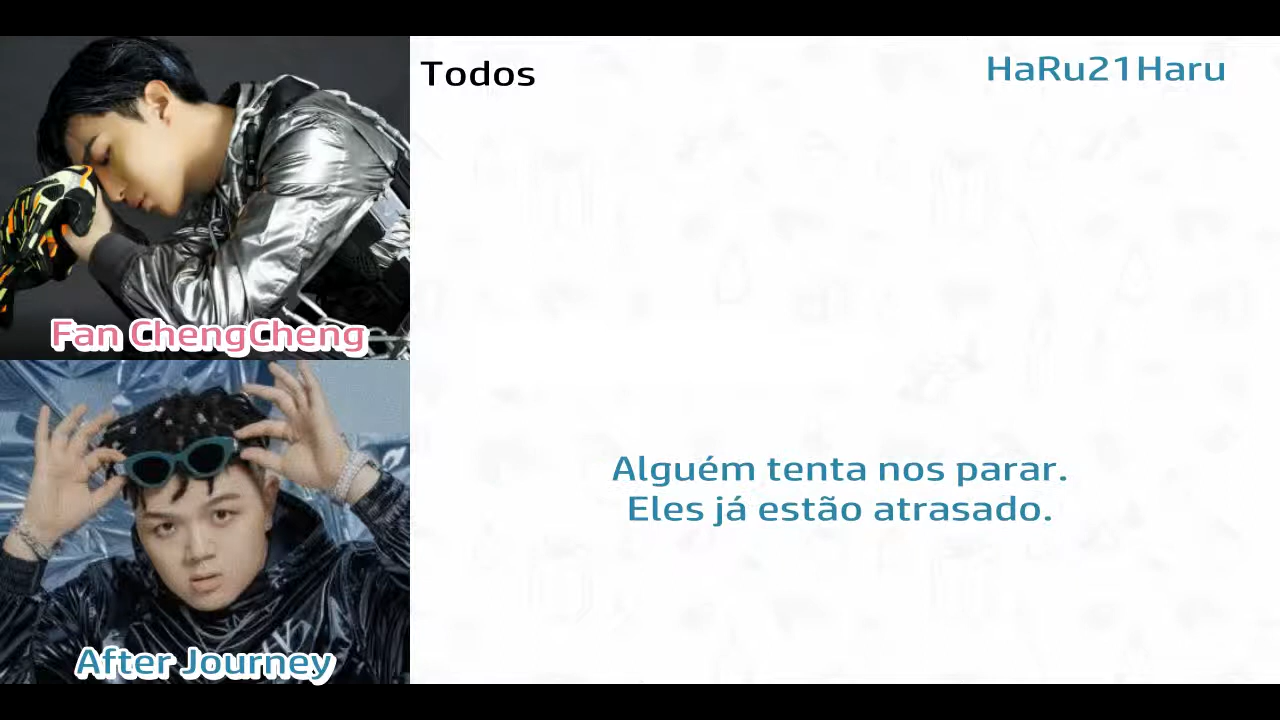 Todos
HaRu21Haru
Fan ChengCheng
Alguém tenta nos parar.
Eles já estão atrasado.
After Journey